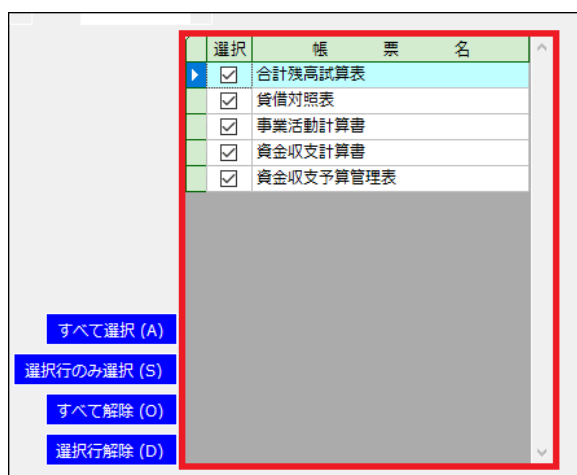 選択 帳 票 名
合計残高試算表
貸借対照表
事業活動計算書
資金収支計算書
資金収支予算管理表
すべて選択 (A)
選択行のみ選択 (S)
すべて解除 (O)
選択行解除 (D)